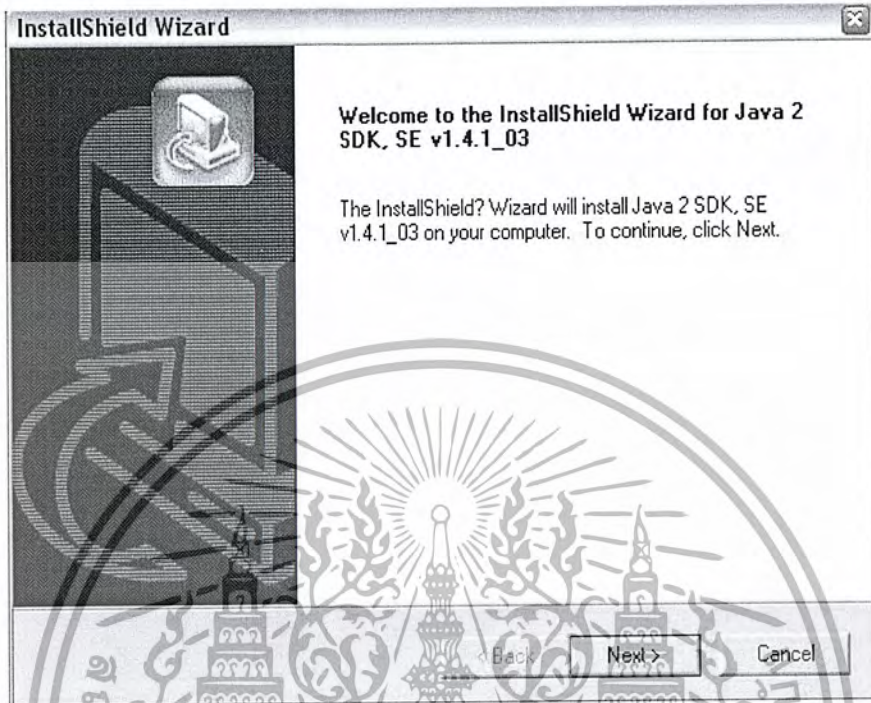 InstallShield Wizard
Welcome to the InstallShield Wizard for Java 2
SDK, SE v1.4.1_03
The InstallShield? Wizard will install Java 2 SDK, SE
v1.4.1_03 on your computer. To continue, click Next.
< Back
Next >
Cancel